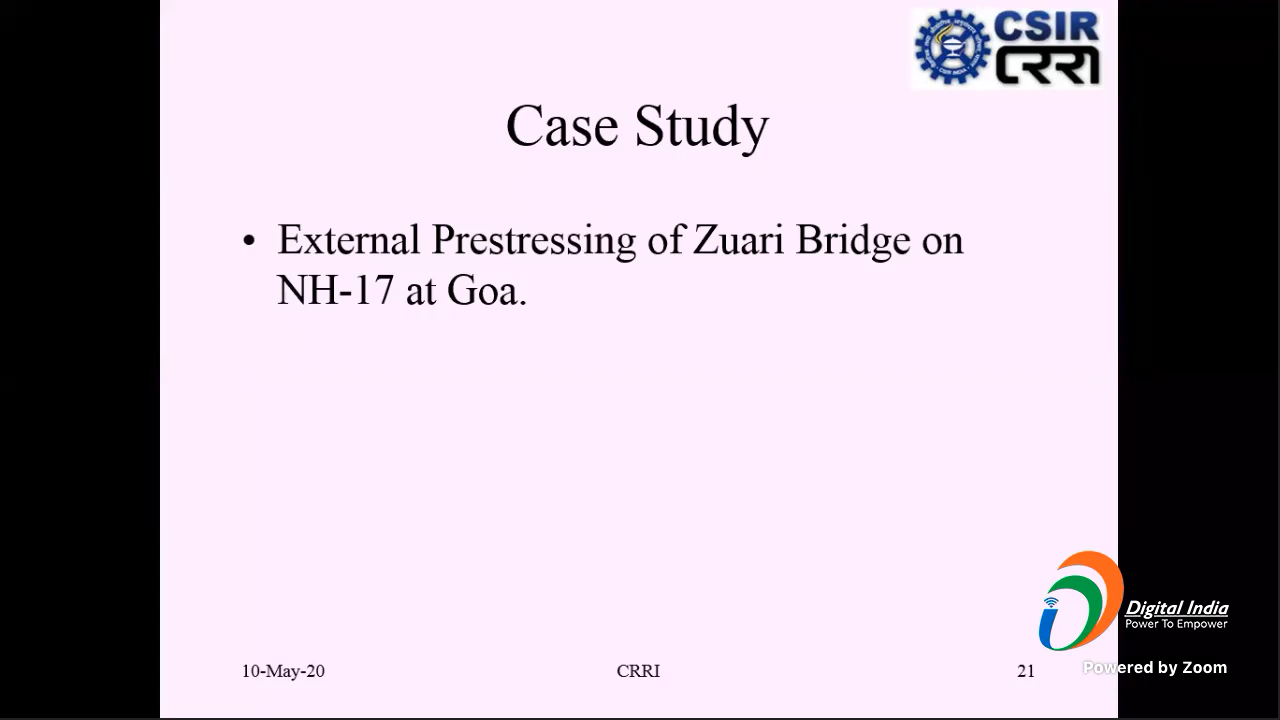 CSIR
CRRI
Case Study
• External Prestressing of Zuari Bridge on
NH-17 at Goa.
Digital India
Power To Empower
10-May-20
CRRI
21
Powered by Zoom